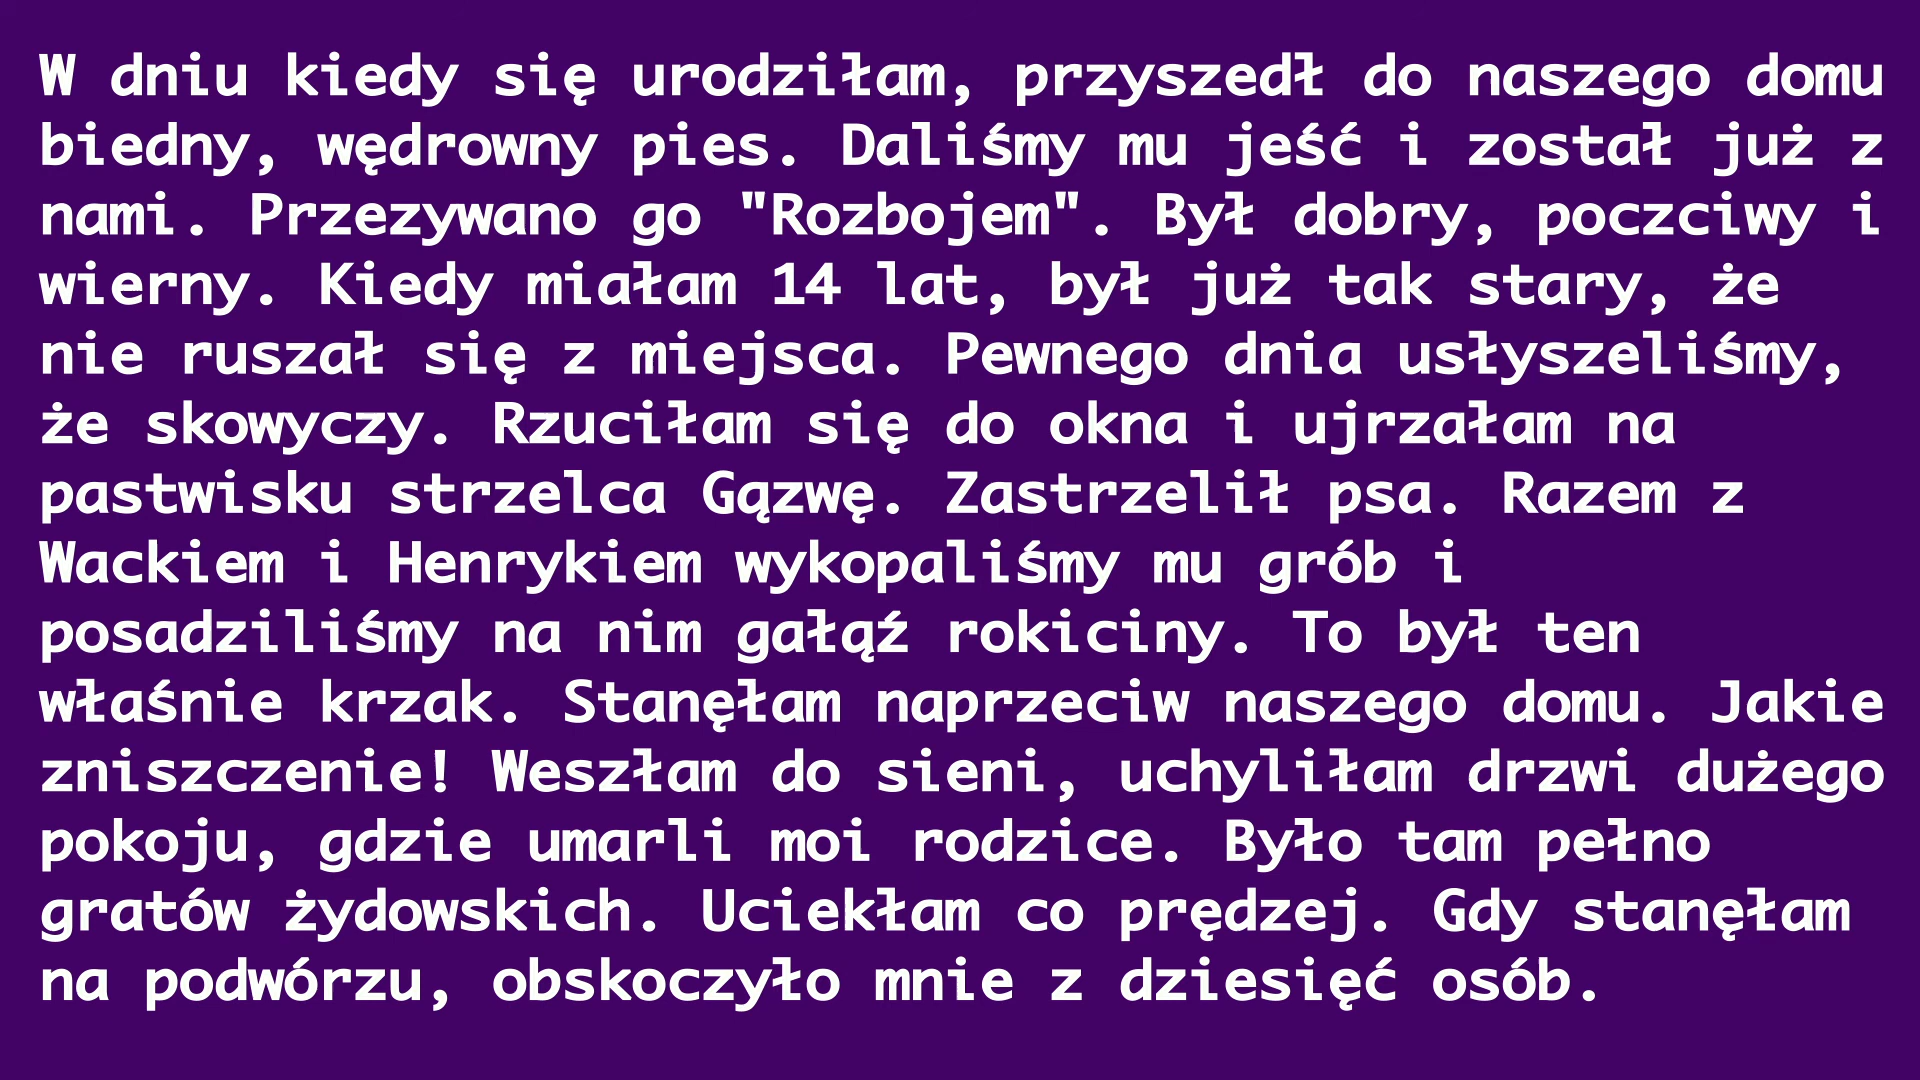 W dniu kiedy się urodziłam, przyszedł do naszego domu
biedny, wędrowny pies. Daliśmy mu jeść i został już z
nami. Przezywano go "Rozbojem". Był dobry, poczciwy i
wierny. Kiedy miałam 14 lat, był już tak stary, że
nie ruszał się z miejsca. Pewnego dnia usłyszeliśmy,
że skowyczy. Rzuciłam się do okna i ujrzałam na
pastwisku strzelca Gązwę. Zastrzelił psa. Razem z
Wackiem i Henrykiem wykopaliśmy mu grób i
posadziliśmy na nim gałąź rokiciny. To był ten
właśnie krzak. Stanęłam naprzeciw naszego domu. Jakie
zniszczenie! Weszłam do sieni, uchyliłam drzwi dużego
pokoju, gdzie umarli moi rodzice. Było tam pełno
gratów żydowskich. Uciekłam co prędzej. Gdy stanęłam
na podwórzu, obskoczyło mnie z dziesięć osób.